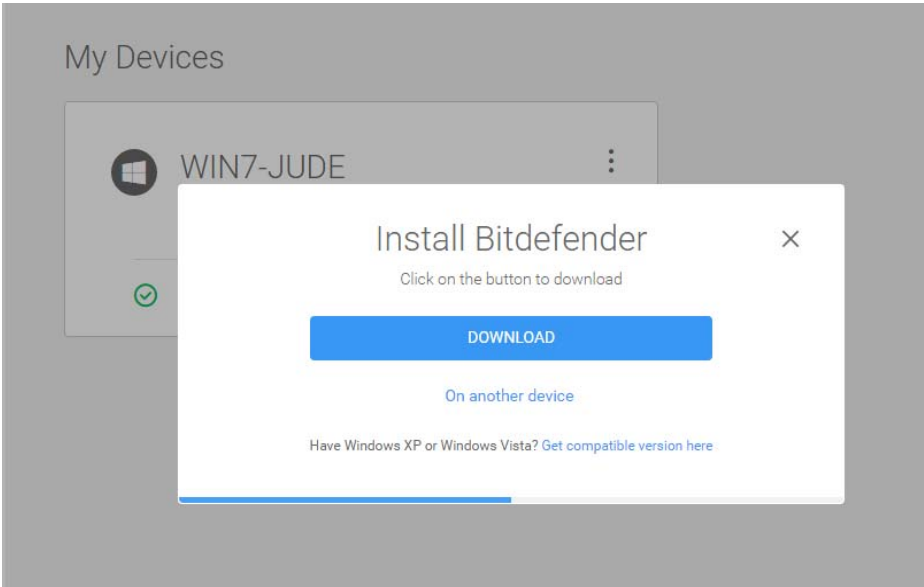 My Devices
WIN7-JUDE
Install Bitdefender
Click on the button to download
DOWNLOAD
On another device
Have Windows XP or Windows Vista? Get compatible version here